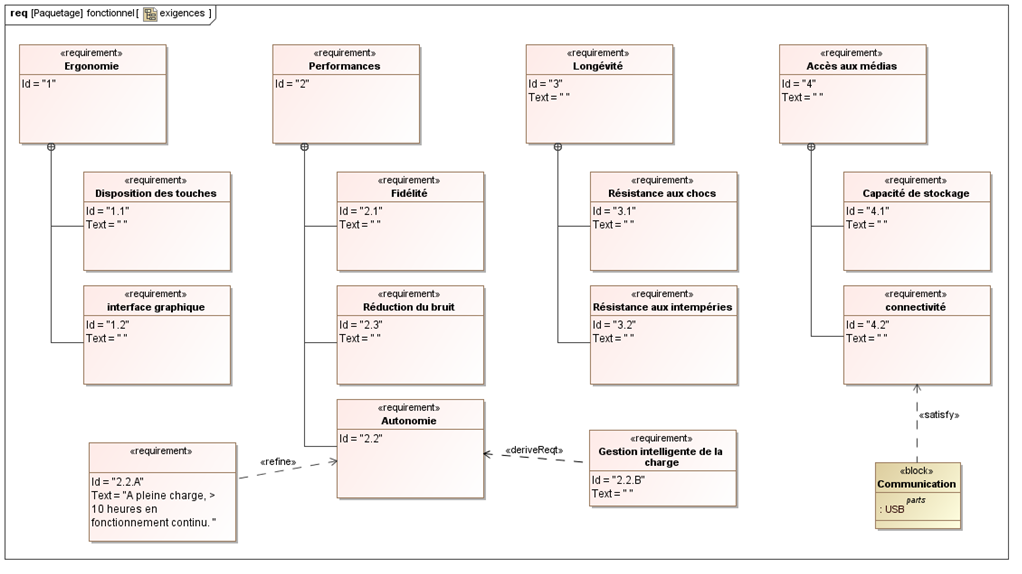 req [Paquetage] fonctionnel [ exigences ]
«requirement»
Ergonomie
Id = "1"
«requirement»
Performances
Id = "2"
«requirement»
Longévité
Id = "3"
Text = " "
«requirement»
Accès aux médias
Id = "4"
Text = " "
«requirement»
Disposition des touches
Id = "1.1"
Text = " "
«requirement»
Fidélité
Id = "2.1"
Text = " "
«requirement»
Résistance aux chocs
Id = "3.1"
Text = " "
«requirement»
Capacité de stockage
Id = "4.1"
Text = " "
«requirement»
interface graphique
Id = "1.2"
Text = " "
«requirement»
Réduction du bruit
Id = "2.3"
Text = " "
«requirement»
Résistance aux intempéries
Id = "3.2"
Text = " "
«requirement»
connectivité
Id = "4.2"
Text = " "
«requirement»
Autonomie
Id = "2.2"
«requirement»
Id = "2.2.A"
Text = "A pleine charge, >
10 heures en
fonctionnement continu. "
«refine»
«deriveReqt»
«requirement»
Gestion intelligente de la
charge
Id = "2.2.B"
Text = " "
«satisfy»
«block»
Communication
parts
: USB